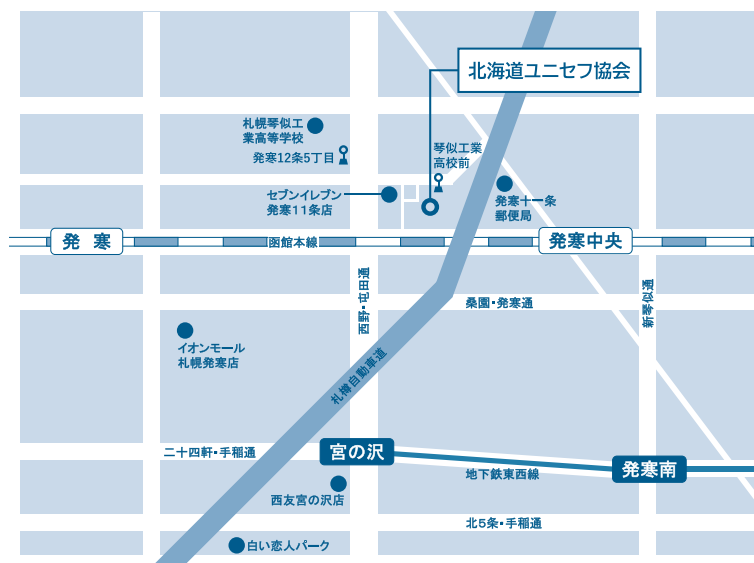 北海道ユニセフ協会
札幌琴似工
業高等学校
発寒12条5丁目
琴似工業
高校前
セブンイレブン
発寒11条店
発寒十一条
郵便局
発寒
函館本線
発寒中央
西野・屯田通
桑園・発寒通
新琴似通
イオンモール
札幌発寒店
札樽自動車道
二十四軒・手稲通
宮の沢
地下鉄東西線
発寒南
西友宮の沢店
北5条・手稲通
白い恋人パーク